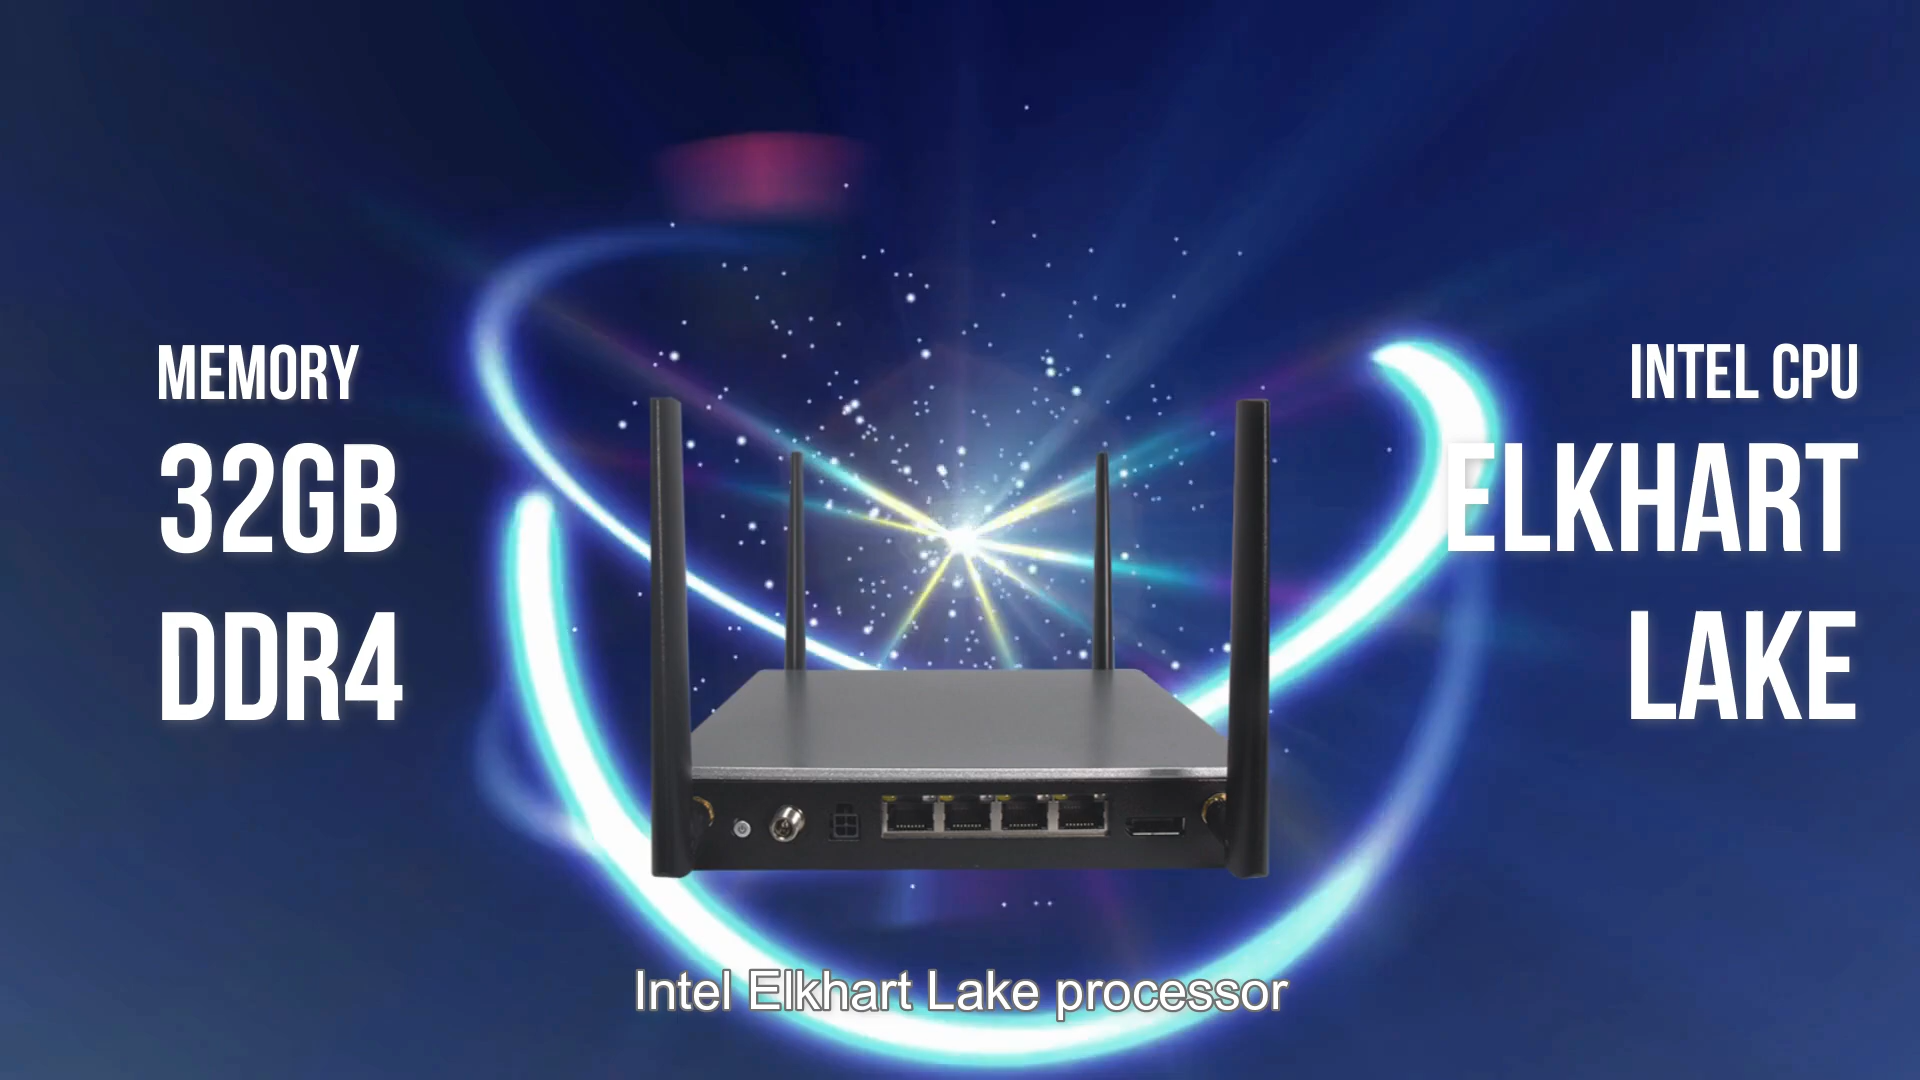 MEMORY
32GB
DDR4
INTEL CPU
ELKHART
LAKE
Intel Elkhart Lake processor